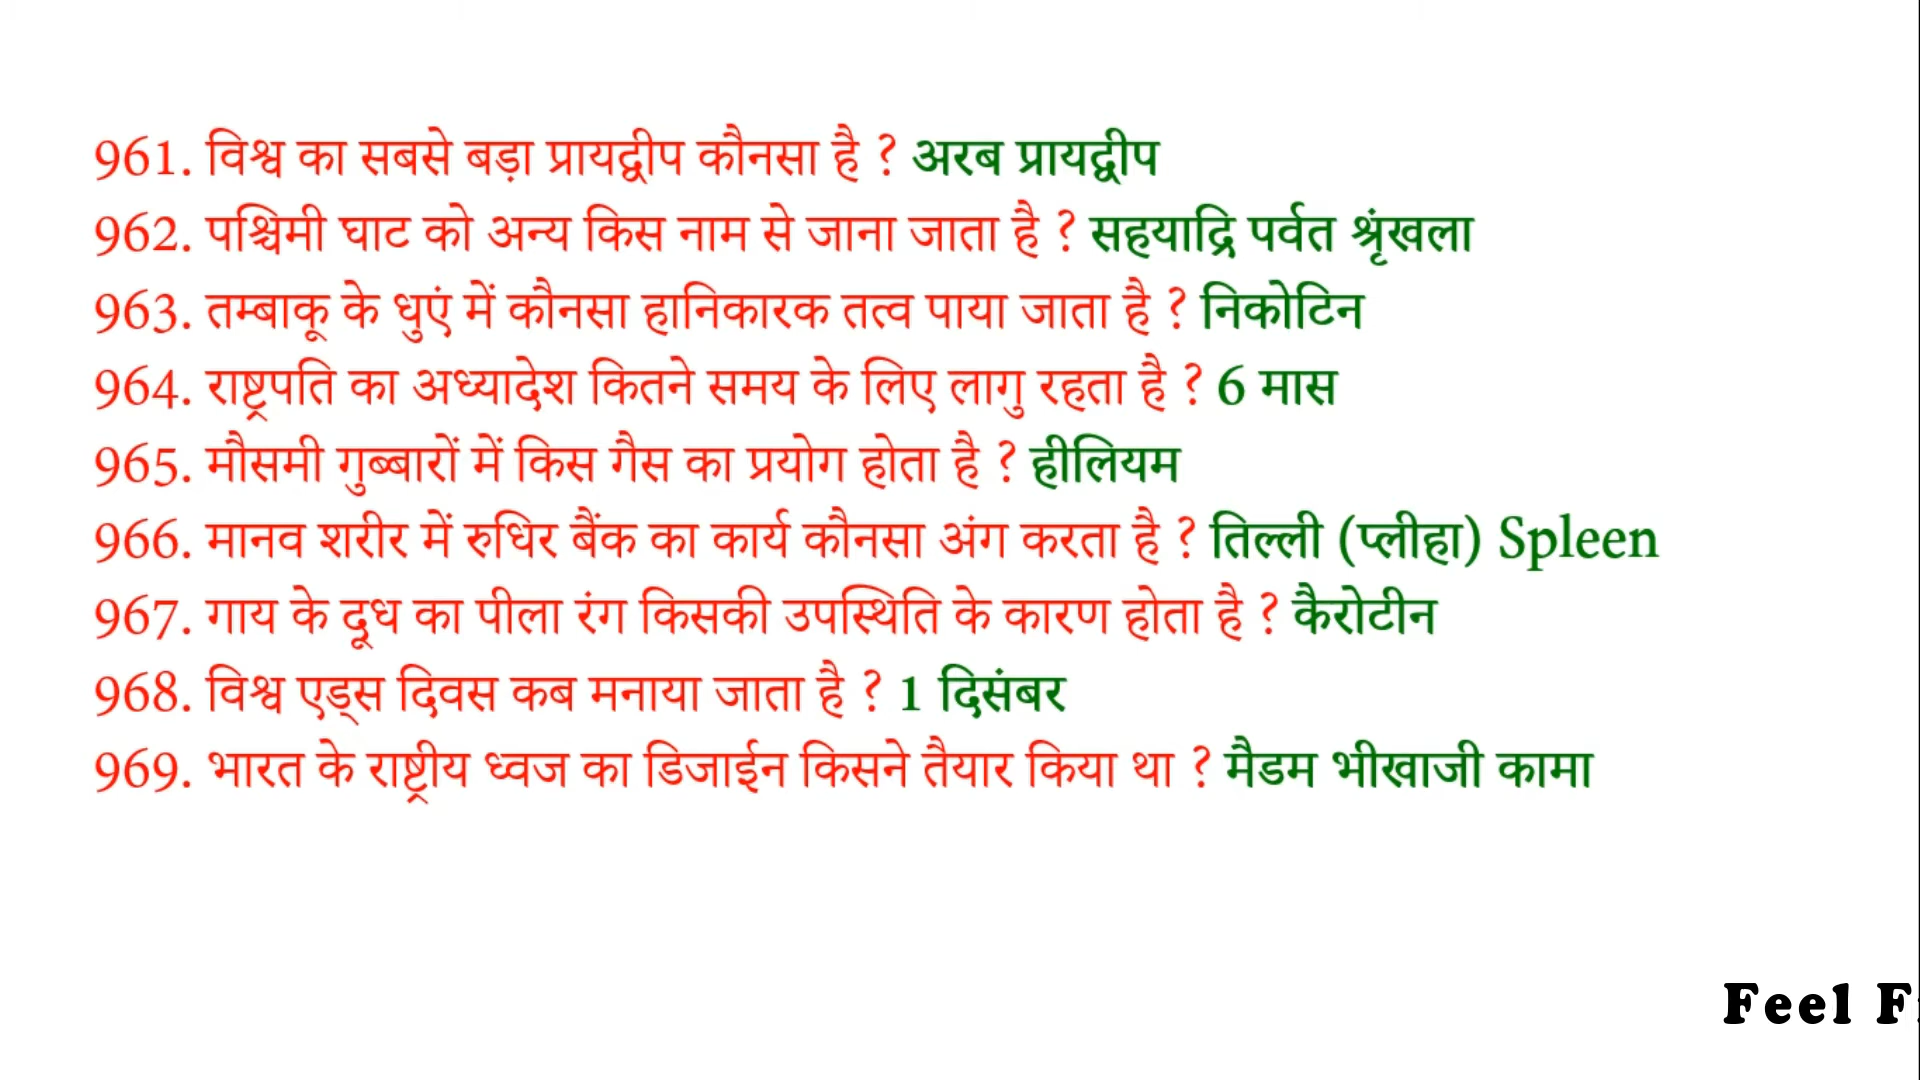 961. विश्व का सबसे बड़ा प्रायद्वीप कौनसा है ? अरब प्रायद्वीप
962. पश्चिमी घाट को अन्य किस नाम से जाना जाता है ? सहयाद्रि पर्वत श्रृंखला
963. तम्बाकू के धुएं में कौनसा हानिकारक तत्व पाया जाता है ? निकोटिन
964. राष्ट्रपति का अध्यादेश कितने समय के लिए लागु रहता है ? 6 मास
965. मौसमी गुब्बारों में किस गैस का प्रयोग होता है ? हीलियम
966. मानव शरीर में रुधिर बैंक का कार्य कौनसा अंग करता है ? तिल्ली (प्लीहा) Spleen
967. गाय के दूध का पीला रंग किसकी उपस्थिति के कारण होता है ? कैरोटीन
968. विश्व एड्स दिवस कब मनाया जाता है ? 1 दिसंबर
969. भारत के राष्ट्रीय ध्वज का डिजाईन किसने तैयार किया था ? मैडम भीखाजी कामा
Feel